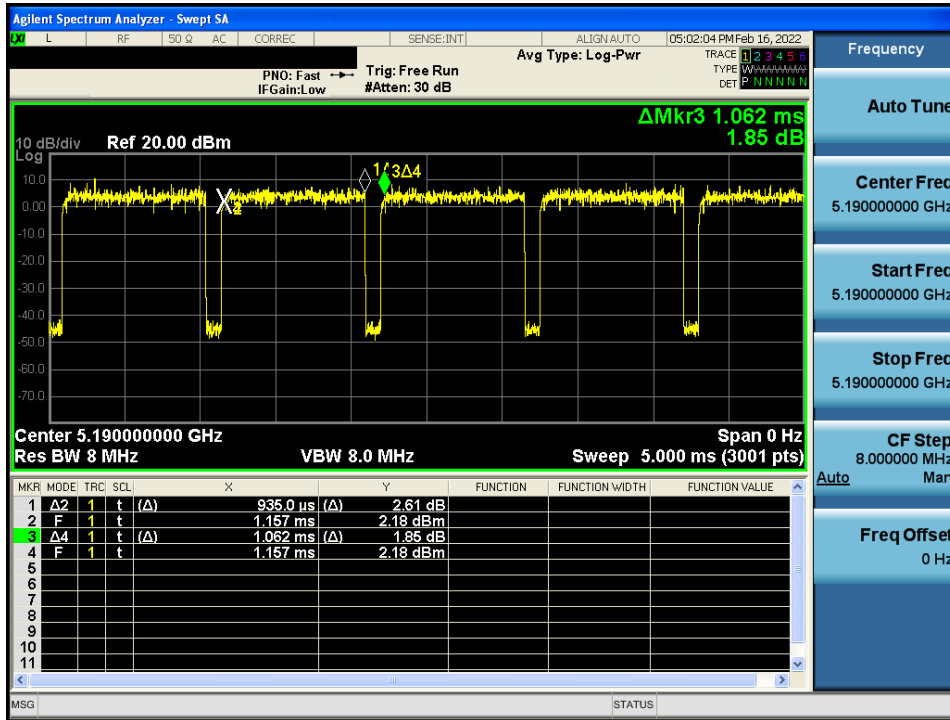 Agilent Spectrum Analyzer - Swept SA
LXI L RF 50 Ω AC CORREC SENSE:INT ALIGN AUTO 05:02:04 PM Feb 16, 2022
Frequency
Avg Type: Log-Pwr
TRACE 1 2 3 4 5 6
PNO: Fast Trig: Free Run
TYPE W
IFGain:Low #Atten: 30 dB
DET P N N N N N
Auto Tune
ΔMkr3 1.062 ms
1.85 dB
10 dB/div Ref 20.00 dBm
Log
10.0
0.00
-10.0
-20.0
-30.0
-40.0
-50.0
-60.0
-70.0
3Δ4
Center Freq
5.190000000 GHz
Start Freq
5.190000000 GHz
Stop Freq
5.190000000 GHz
CF Step
8.000000 MHz
Auto Man
Freq Offset
0 Hz
Center 5.190000000 GHz Span 0 Hz
Res BW 8 MHz VBW 8.0 MHz Sweep 5.000 ms (3001 pts)
MKR MODE TRC SCL X Y FUNCTION FUNCTION WIDTH FUNCTION VALUE
1 Δ2 1 t (Δ) 935.0 µs (Δ) 2.61 dB
2 F 1 t 1.157 ms 2.18 dBm
3 Δ4 1 t (Δ) 1.062 ms (Δ) 1.85 dB
4 F 1 t 1.157 ms 2.18 dBm
5
6
7
8
9
10
11
MSG STATUS